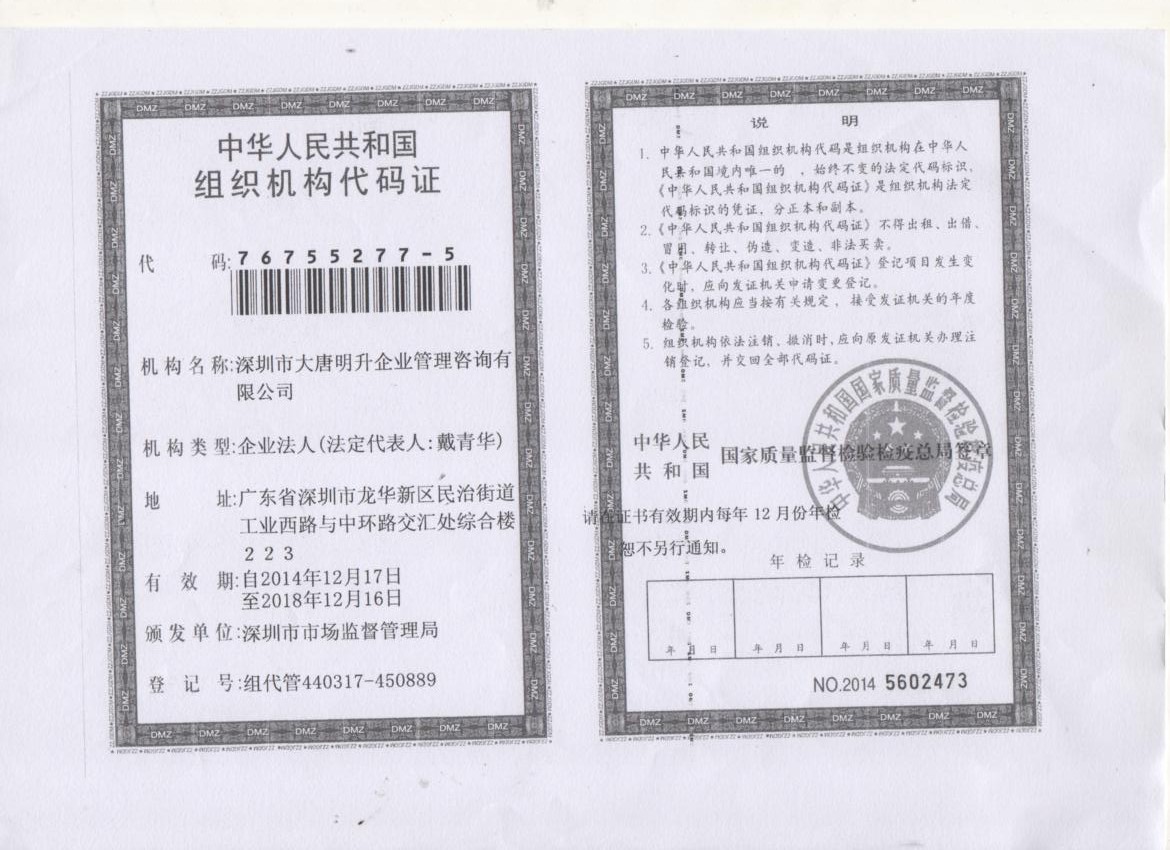 中华人民共和国
组织机构代码证
代 码:76755277-5
机构名称:深圳市大唐明升企业管理咨询有
限公司
机构类型:企业法人(法定代表人:戴青华)
地 址:广东省深圳市龙华新区民治街道
工业西路与中环路交汇处综合楼
223
有 效 期:自2014年12月17日
至2018年12月16日
颁发单位:深圳市市场监督管理局
登 记 号:组代管440317-450889
说 明
1. 中华人民共和国组织机构代码是组织机构在中华人
民共和国境内唯一的 、始终不变的法定代码标识,
《中华人民共和国组织机构代码证》是组织机构法定
代码标识的凭证,分正本和副本。
2.《中华人民共和国组织机构代码证》不得出租、出借、
冒用、转让、伪造、变造、非法买卖。
3.《中华人民共和国组织机构代码证》登记项目发生变
化时,应向发证机关申请变更登记。
4. 各组织机构应当按有关规定,接受发证机关的年度
检验。
5. 组织机构依法注销、撤消时,应向原发证机关办理注
销登记,并交回全部代码证。
中华人民
共和国 国家质量监督检验检疫总局签章
中华人民共和国国家质量监督检验检疫总局
请在证书有效期内每年12月份年检
恕不另行通知。
年检记录
年 月 日 年 月 日 年 月 日 年 月 日
NO.2014 5602473